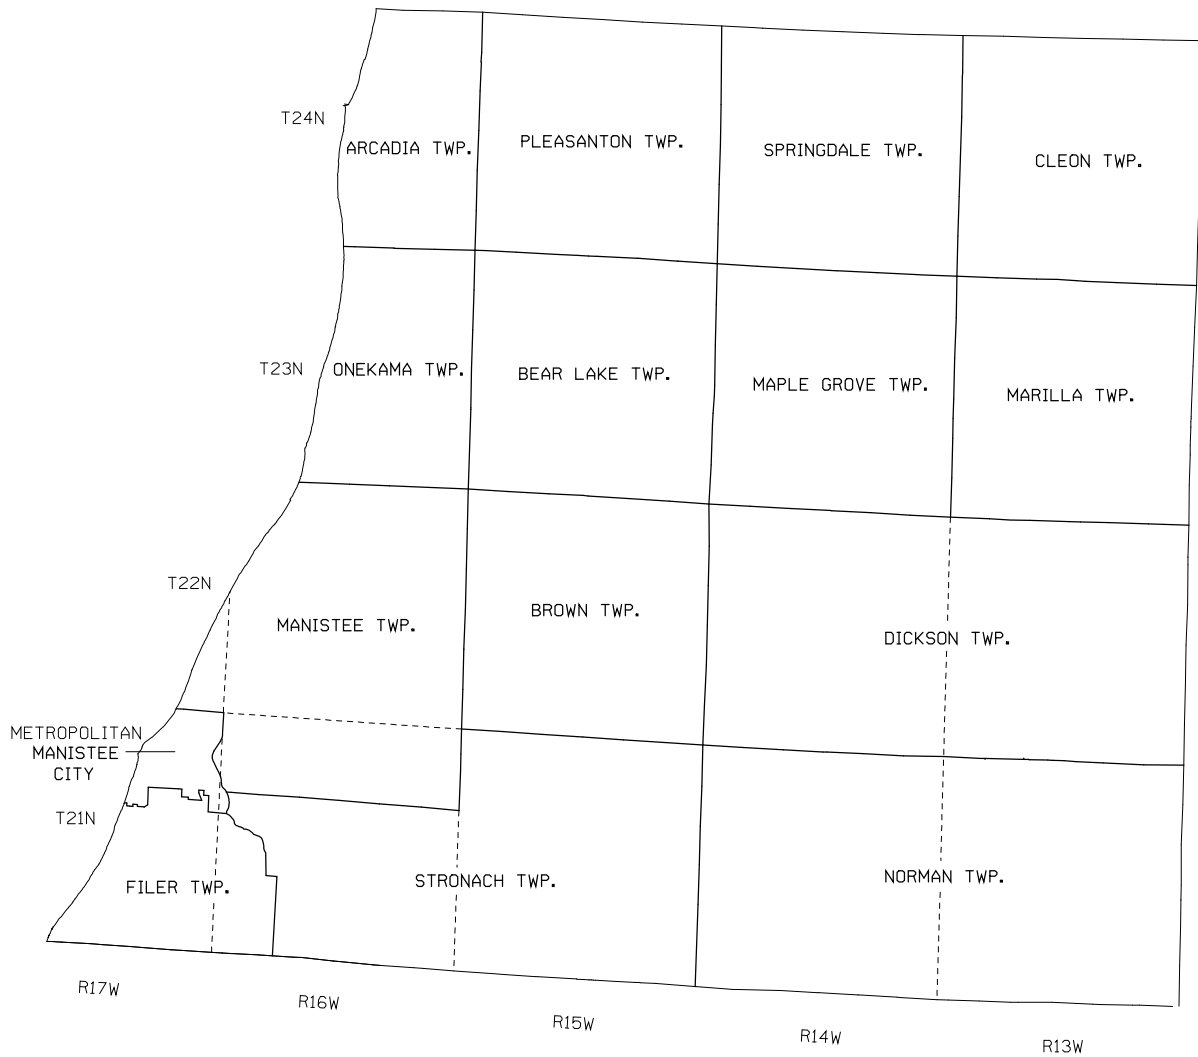 T24N
ARCADIA TWP.
PLEASANTON TWP.
SPRINGDALE TWP.
CLEON TWP.
T23N
ONEKAMA TWP.
BEAR LAKE TWP.
MAPLE GROVE TWP.
MARILLA TWP.
T22N
MANISTEE TWP.
BROWN TWP.
DICKSON TWP.
METROPOLITAN
MANISTEE
CITY
T21N
FILER TWP.
STRONACH TWP.
NORMAN TWP.
R17W
R16W
R15W
R14W
R13W